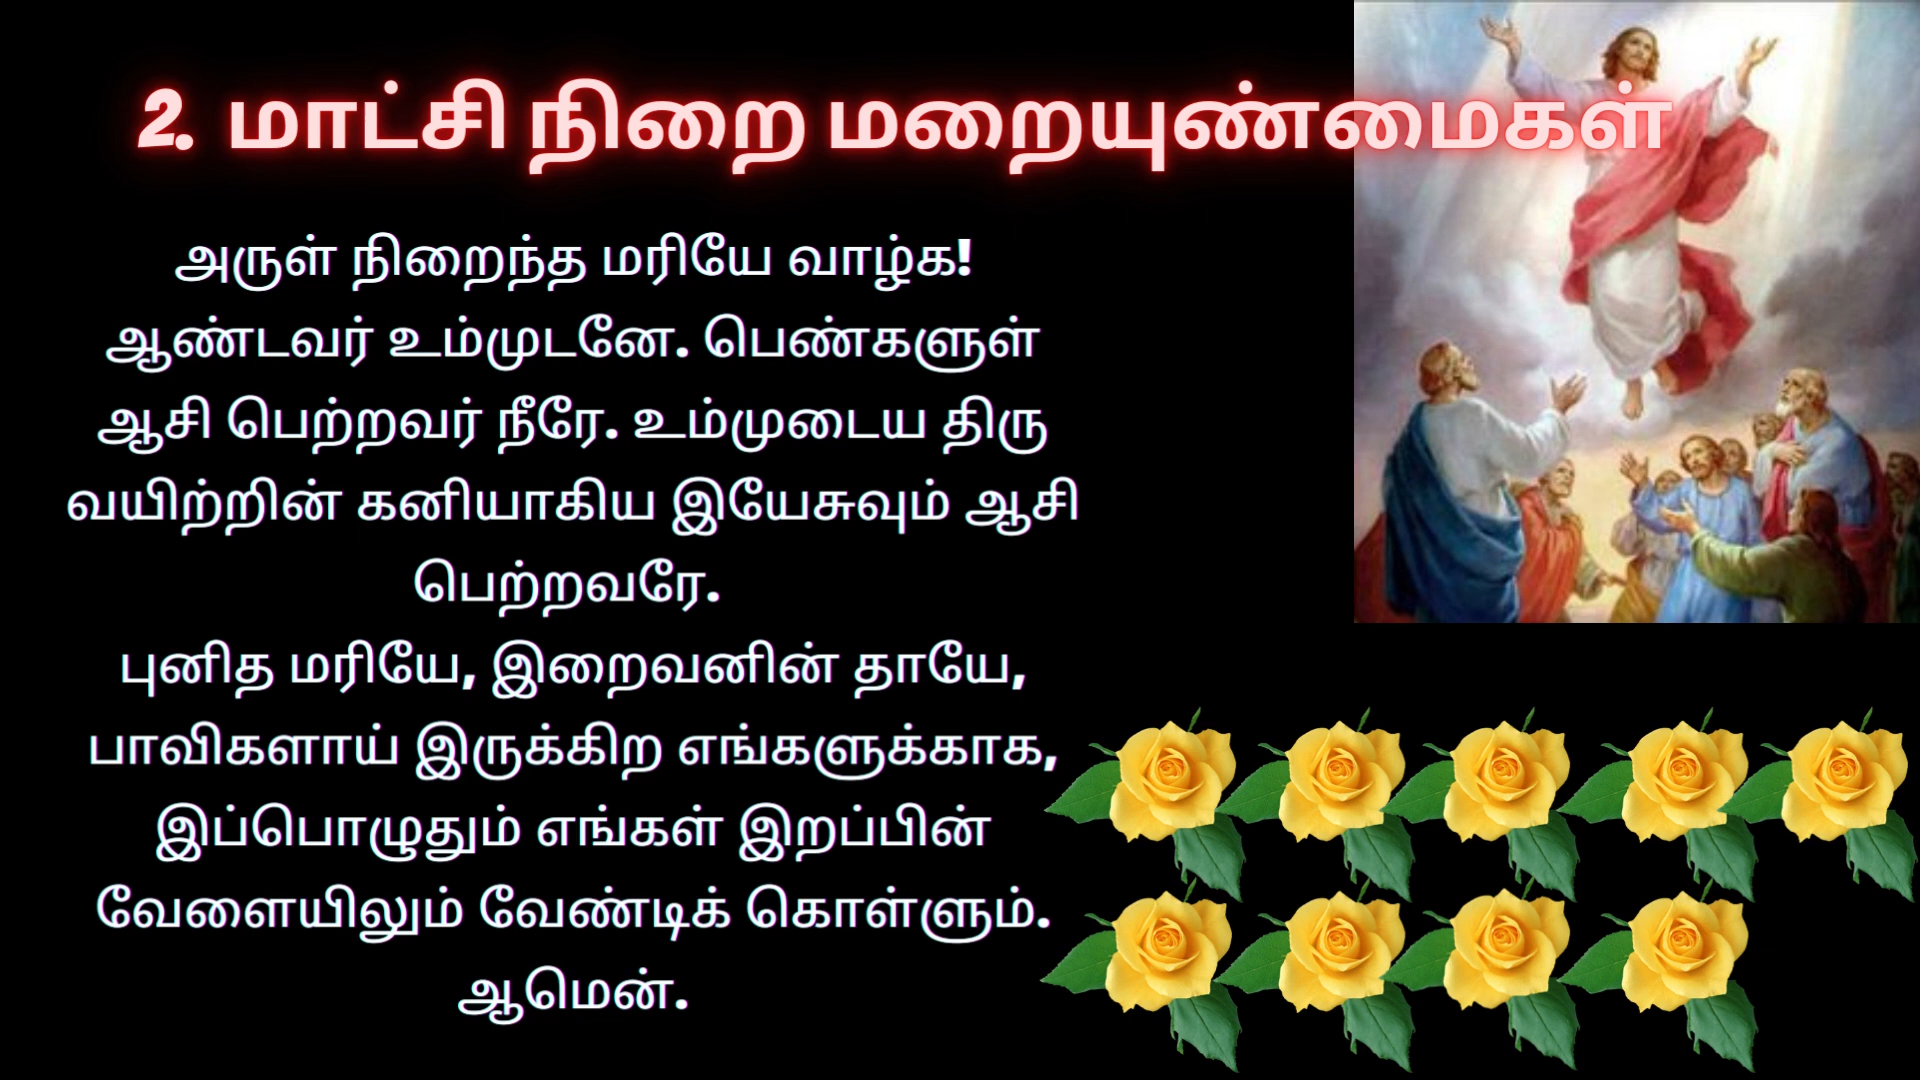 2. மாட்சி நிறை மறையுண்மைகள்
அருள் நிறைந்த மரியே வாழ்க!
ஆண்டவர் உம்முடனே. பெண்களுள்
ஆசி பெற்றவர் நீரே. உம்முடைய திரு
வயிற்றின் கனியாகிய இயேசுவும் ஆசி
பெற்றவரே.
புனித மரியே, இறைவனின் தாயே,
பாவிகளாய் இருக்கிற எங்களுக்காக,
இப்பொழுதும் எங்கள் இறப்பின்
வேளையிலும் வேண்டிக் கொள்ளும்.
ஆமென்.